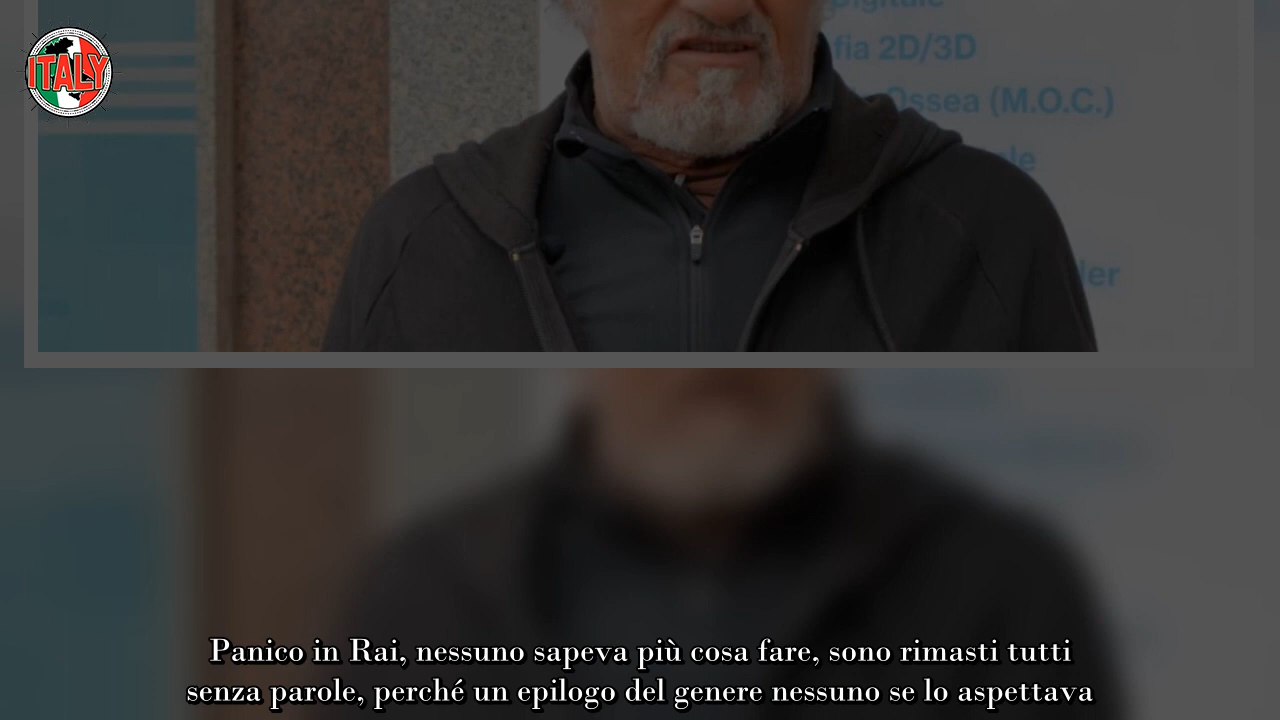 ITALY
Digitale
fia 2D/3D
Ossea (M.O.C.)
Panico in Rai, nessuno sapeva più cosa fare, sono rimasti tutti
senza parole, perché un epilogo del genere nessuno se lo aspettava